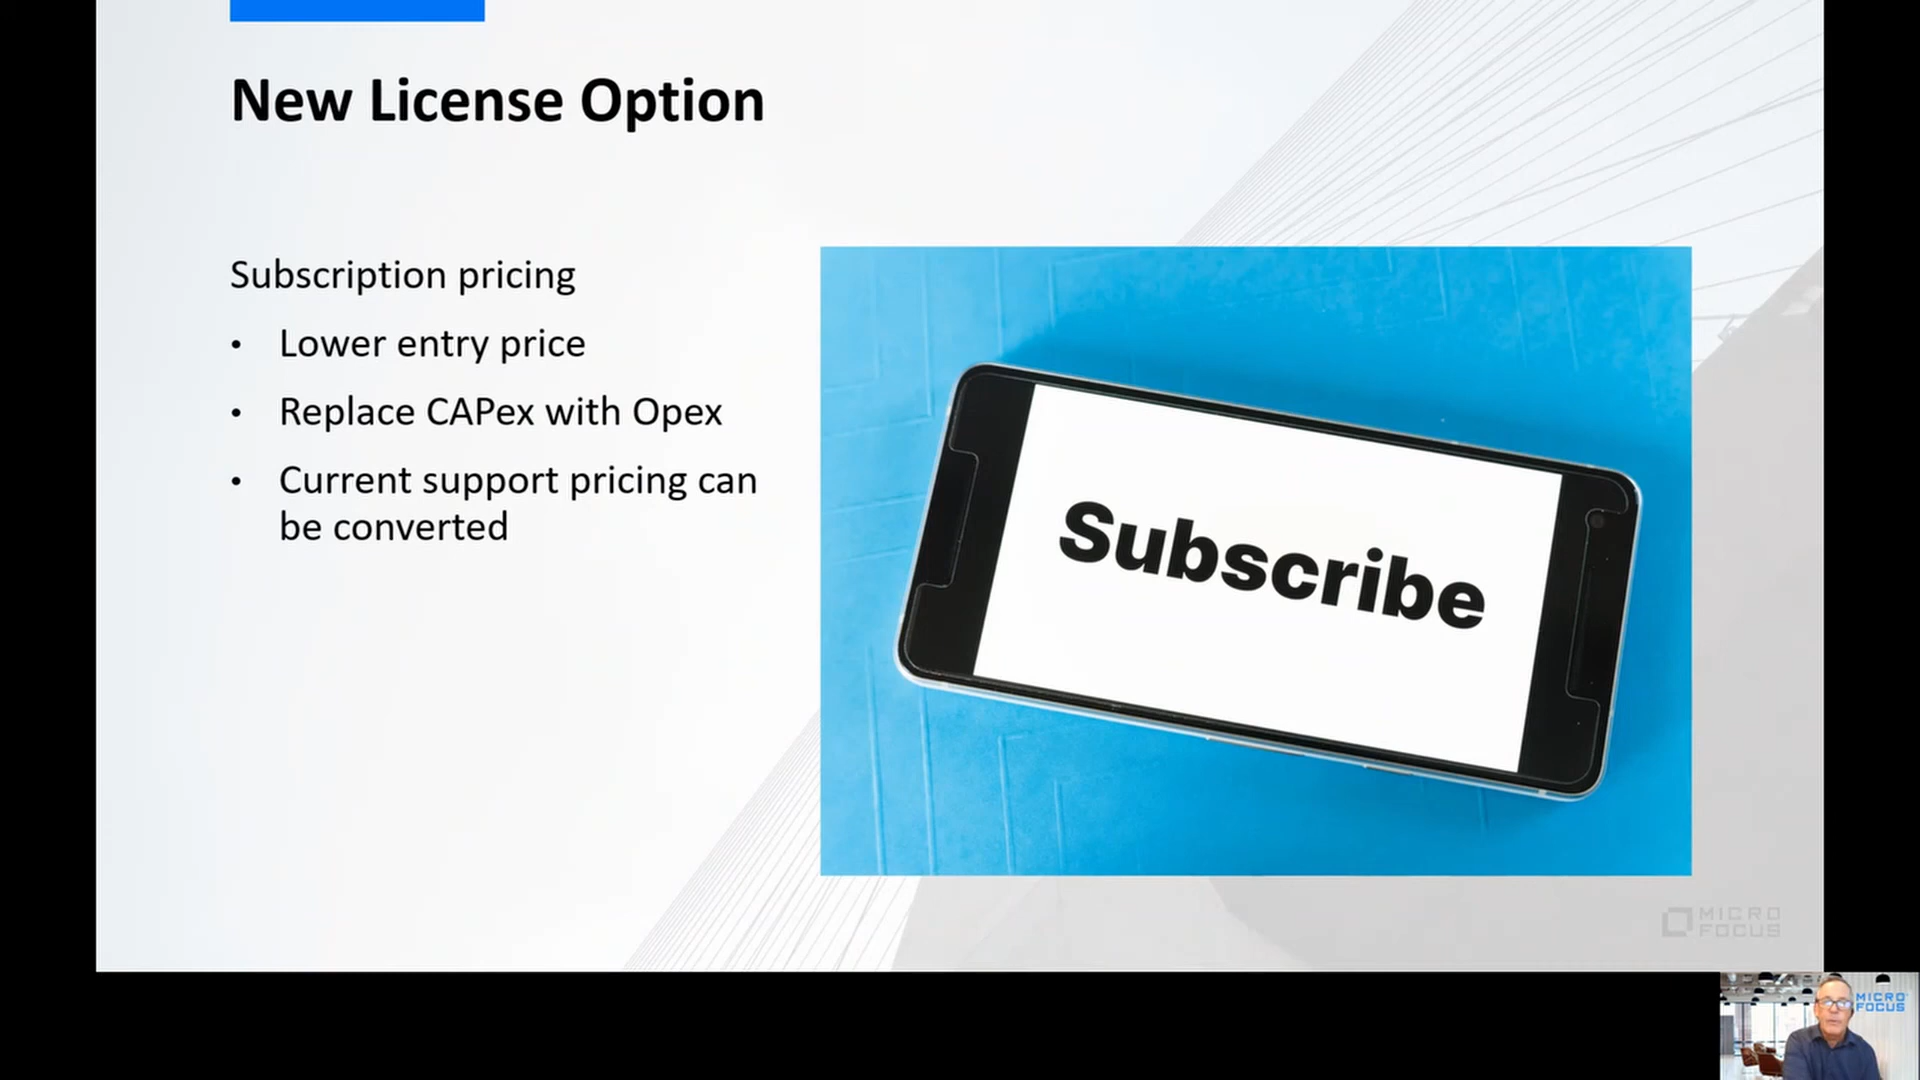 New License Option
Subscription pricing
• Lower entry price
• Replace CAPex with Opex
• Current support pricing can
be converted
Subscribe
MICRO
FOCUS
MICRO
FOCUS